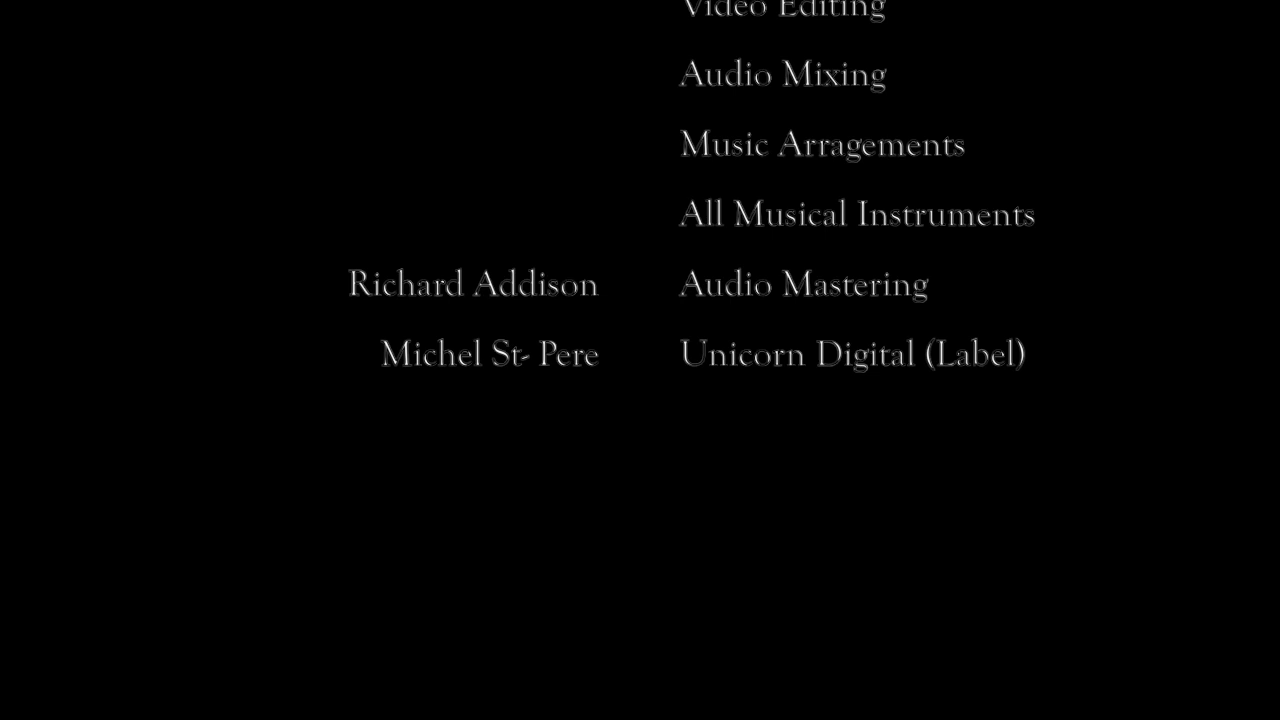 Video Editing
Audio Mixing
Music Arragements
All Musical Instruments
Richard Addison Audio Mastering
Michel St- Pere Unicorn Digital (Label)